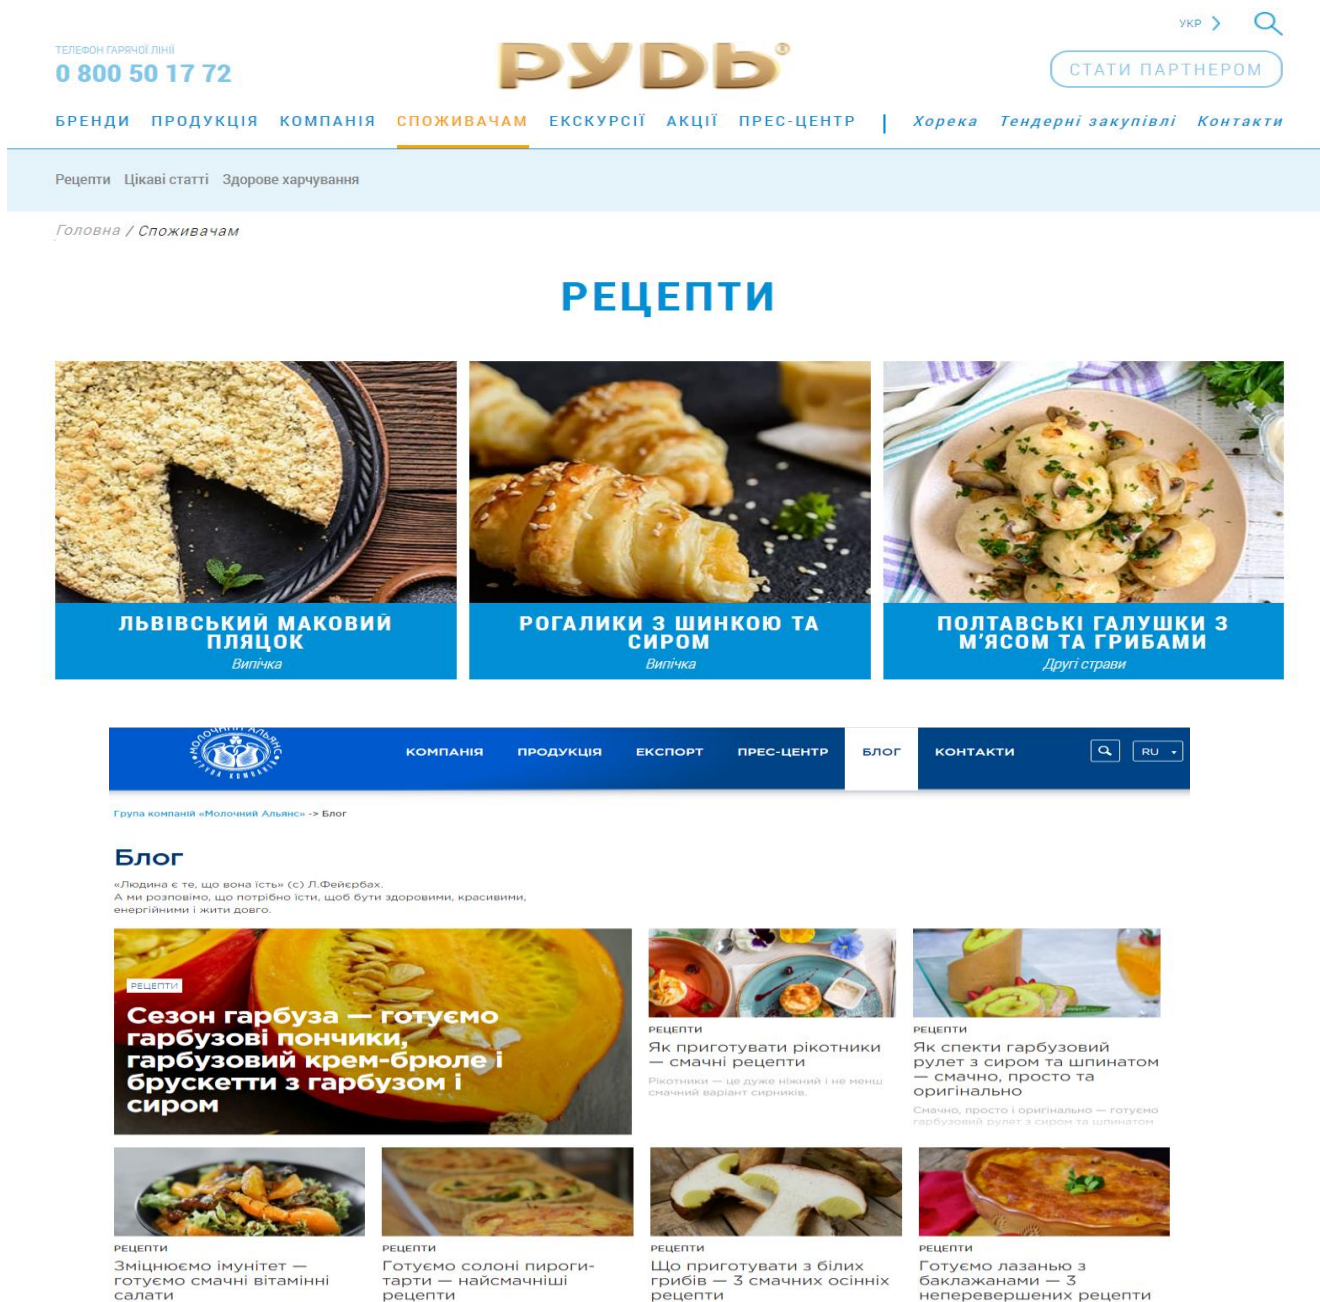 УКР
ТЕЛЕФОН ГАРЯЧОЇ ЛІНІЇ
0 800 50 17 72
РУДЬ®
СТАТИ ПАРТНЕРОМ
БРЕНДИ ПРОДУКЦІЯ КОМПАНІЯ СПОЖИВАЧАМ ЕКСКУРСІЇ АКЦІЇ ПРЕС-ЦЕНТР | Хорека Тендерні закупівлі Контакти
Рецепти Цікаві статті Здорове харчування
Головна / Споживачам
РЕЦЕПТИ
ЛЬВІВСЬКИЙ МАКОВИЙ
ПЛЯЦОК
Випічка
РОГАЛИКИ З ШИНКОЮ ТА
СИРОМ
Випічка
ПОЛТАВСЬКІ ГАЛУШКИ З
М'ЯСОМ ТА ГРИБАМИ
Другі страви
МОЛОЧНИЙ АЛЬЯНС
ГРУПА КОМПАНІЙ
КОМПАНІЯ ПРОДУКЦІЯ ЕКСПОРТ ПРЕС-ЦЕНТР БЛОГ КОНТАКТИ RU
Група компаній «Молочний Альянс» -> Блог
Блог
«Людина є те, що вона їсть» (с) Л.Фейєрбах.
А ми розповімо, що потрібно їсти, щоб бути здоровими, красивими,
енергійними і жити довго.
РЕЦЕПТИ
Сезон гарбуза — готуємо
гарбузові пончики,
гарбузовий крем-брюле і
брускетти з гарбузом і
сиром
РЕЦЕПТИ
Як приготувати рікотники
— смачні рецепти
Рікотники — це дуже ніжний і не менш
смачний варіант сирників.
РЕЦЕПТИ
Як спекти гарбузовий
рулет з сиром та шпинатом
— смачно, просто та
оригінально
Смачно, просто і оригінально — готуємо
гарбузовий рулет з сиром та шпинатом
РЕЦЕПТИ
Зміцнюємо імунітет —
готуємо смачні вітамінні
салати
РЕЦЕПТИ
Готуємо солоні пироги-
тарти — найсмачніші
рецепти
РЕЦЕПТИ
Що приготувати з білих
грибів — 3 смачних осінніх
рецепти
РЕЦЕПТИ
Готуємо лазанью з
баклажанами — 3
неперевершених рецепти